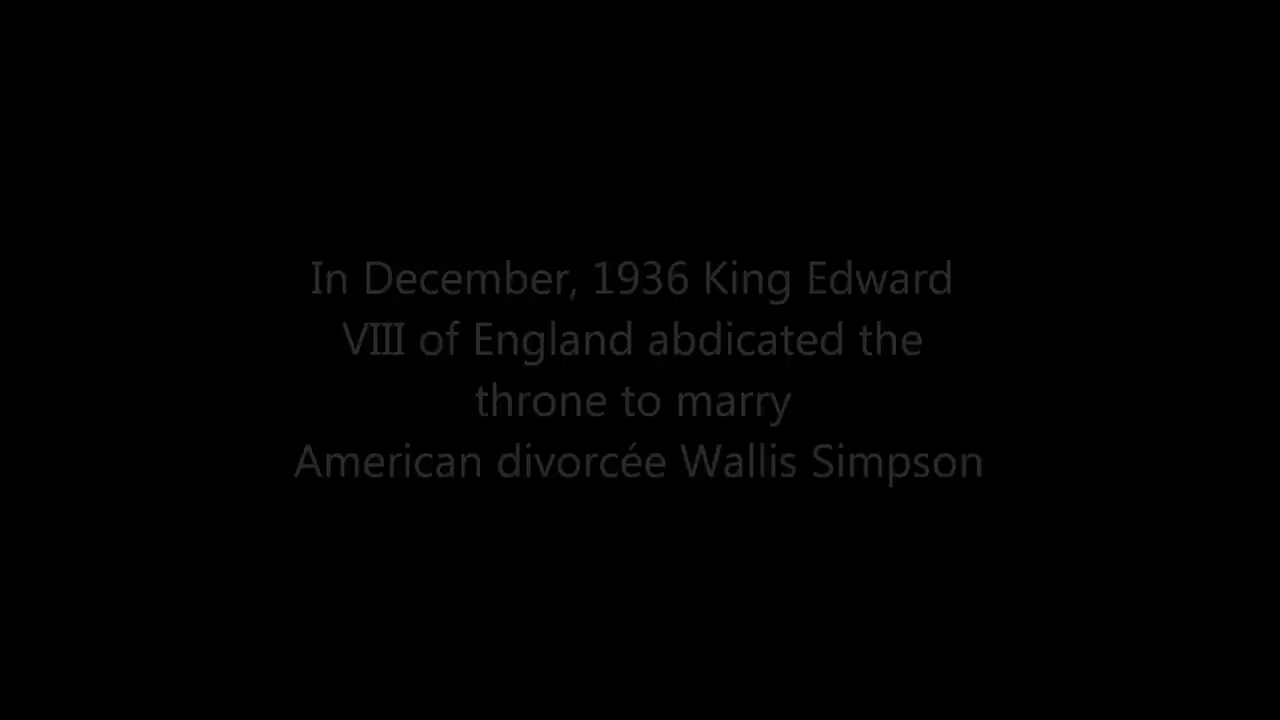 In December, 1936 King Edward
VIII of England abdicated the
throne to marry
American divorcée Wallis Simpson